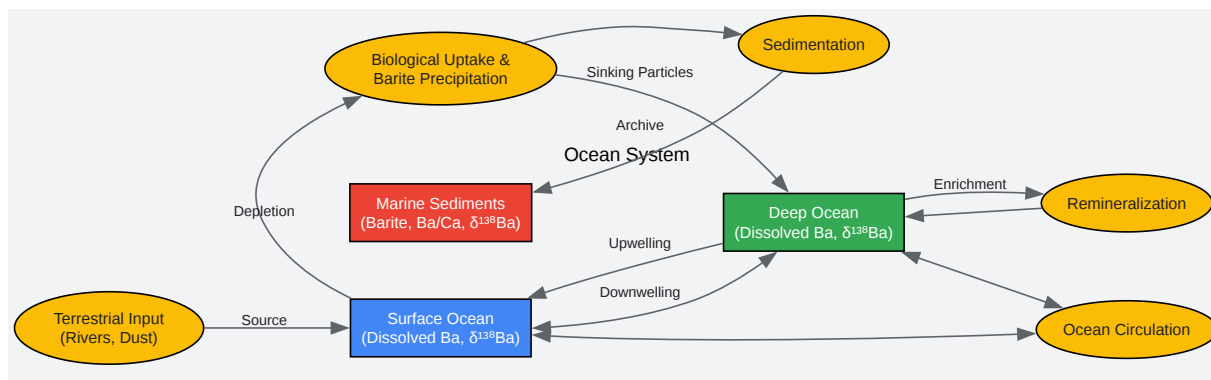 Biological Uptake &
Barite Precipitation
Sedimentation
Sinking Particles
Archive
Ocean System
Marine Sediments
(Barite, Ba/Ca, δ¹³⁸Ba)
Depletion
Deep Ocean
(Dissolved Ba, δ¹³⁸Ba)
Enrichment
Remineralization
Upwelling
Downwelling
Terrestrial Input
(Rivers, Dust)
Source
Surface Ocean
(Dissolved Ba, δ¹³⁸Ba)
Ocean Circulation